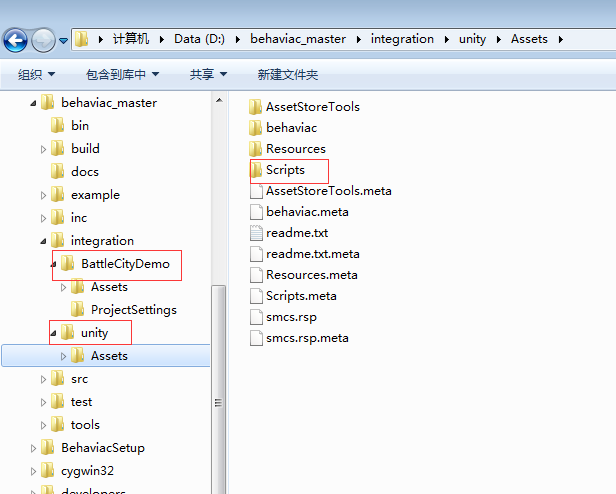 计算机 Data (D:) behaviac_master integration unity Assets
组织 包含到库中 共享 新建文件夹
behaviac_master
bin
build
docs
example
inc
integration
BattleCityDemo
Assets
ProjectSettings
unity
Assets
src
test
tools
BehaviacSetup
cygwin32
developers
AssetStoreTools
behaviac
Resources
Scripts
AssetStoreTools.meta
behaviac.meta
readme.txt
readme.txt.meta
Resources.meta
Scripts.meta
smcs.rsp
smcs.rsp.meta